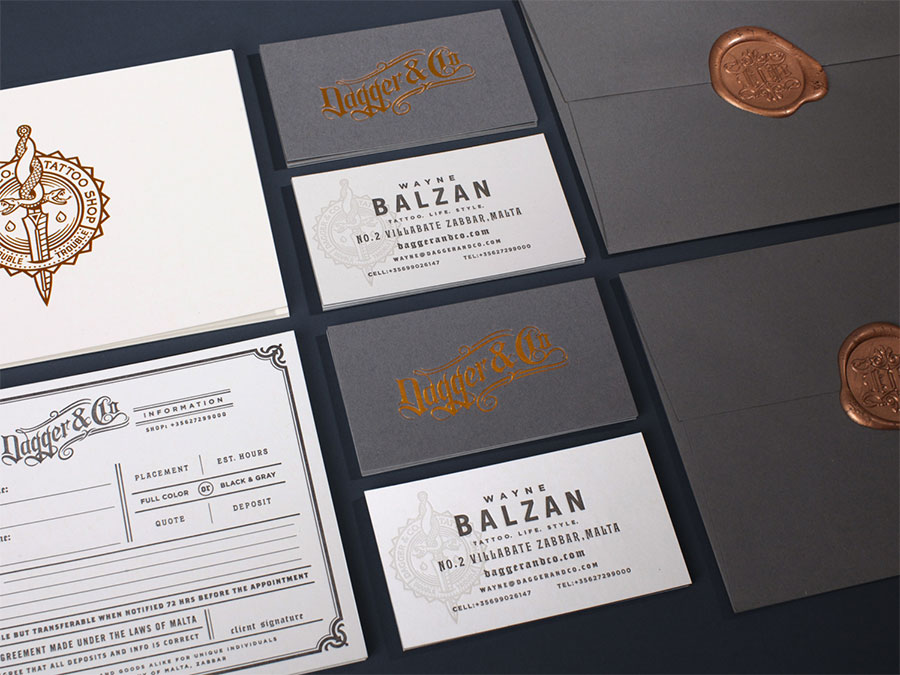 TATTOO SHOP
TROUBLE
Dagger & Co
WAYNE
BALZAN
TATTOO. LIFE. STYLE.
NO.2 VILLABATE ZABBAR, MALTA
daggerandco.com
WAYNE@DAGGERANDCO.COM
CELL:+35699026147 TEL:+35627299000
Dagger & Co
WAYNE
BALZAN
TATTOO. LIFE. STYLE.
NO.2 VILLABATE ZABBAR, MALTA
daggerandco.com
WAYNE@DAGGERANDCO.COM
CELL:+35699026147 TEL:+35627299000
Dagger & Co
INFORMATION
SHOP: +35627299000
PLACEMENT EST. HOURS
FULL COLOR or BLACK & GRAY
QUOTE DEPOSIT
BUT TRANSFERABLE WHEN NOTIFIED 72 HRS BEFORE THE APPOINTMENT
MADE UNDER THE LAWS OF MALTA
THAT ALL DEPOSITS AND INFO IS CORRECT
client signature
AND GOODS ALIKE FOR UNIQUE INDIVIDUALS
OF MALTA, ZABBAR